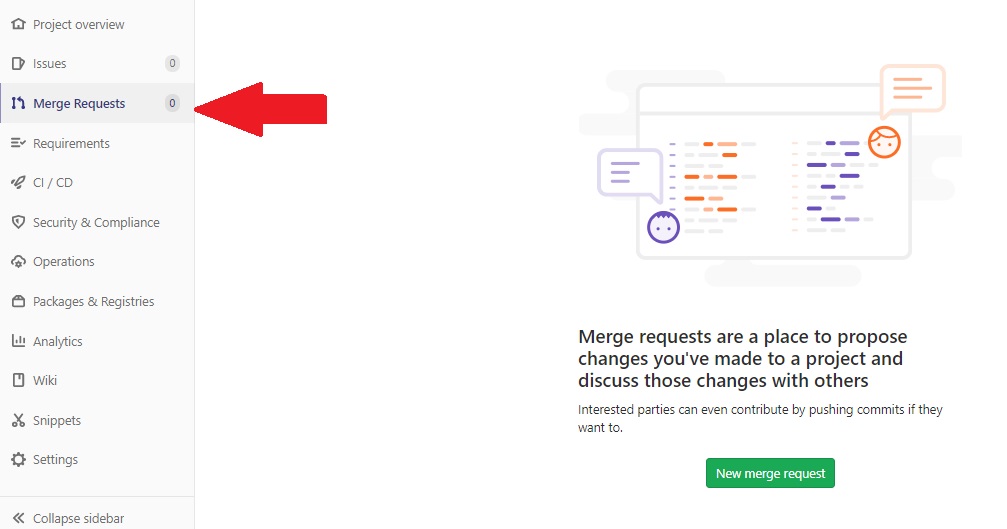 Project overview
Issues 0
Merge Requests 0
Requirements
CI / CD
Security & Compliance
Operations
Packages & Registries
Analytics
Wiki
Snippets
Settings
Collapse sidebar
Merge requests are a place to propose
changes you've made to a project and
discuss those changes with others
Interested parties can even contribute by pushing commits if they
want to.
New merge request